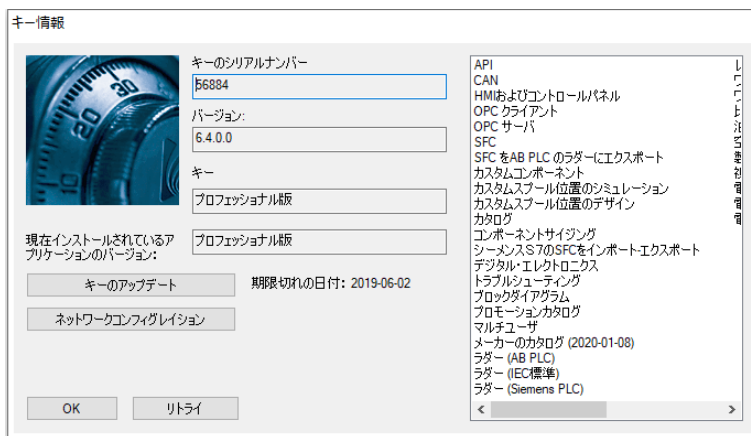 キー情報
キーのシリアルナンバー
56884
バージョン:
6.4.0.0
キー
プロフェッショナル版
現在インストールされているア
プリケーションのバージョン:
プロフェッショナル版
キーのアップデート
期限切れの日付: 2019-06-02
ネットワークコンフィグレイション
OK
リトライ
API
CAN
HMIおよびコントロールパネル
OPC クライアント
OPC サーバ
SFC
SFC をAB PLC のラダーにエクスポート
カスタムコンポーネント
カスタムスプール位置のシミュレーション
カスタムスプール位置のデザイン
カタログ
コンポーネントサイジング
シーメンスS7のSFCをインポート-エクスポート
デジタル・エレクトロニクス
トラブルシューティング
ブロックダイアグラム
プロモーションカタログ
マルチユーザ
メーカーのカタログ (2020-01-08)
ラダー (AB PLC)
ラダー (IEC標準)
ラダー (Siemens PLC)